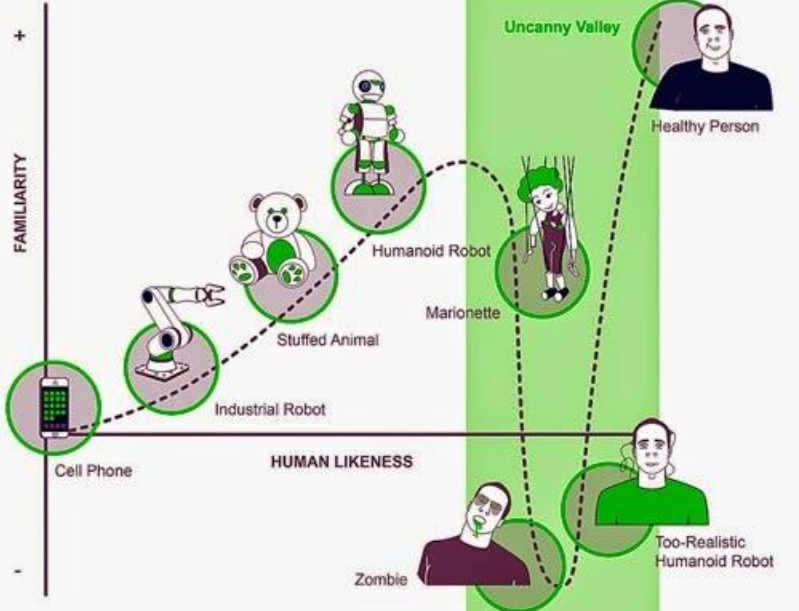 +
Uncanny Valley
Healthy Person
FAMILIARITY
Humanoid Robot
Marionette
Stuffed Animal
Industrial Robot
HUMAN LIKENESS
Cell Phone
Too-Realistic
Humanoid Robot
Zombie
-